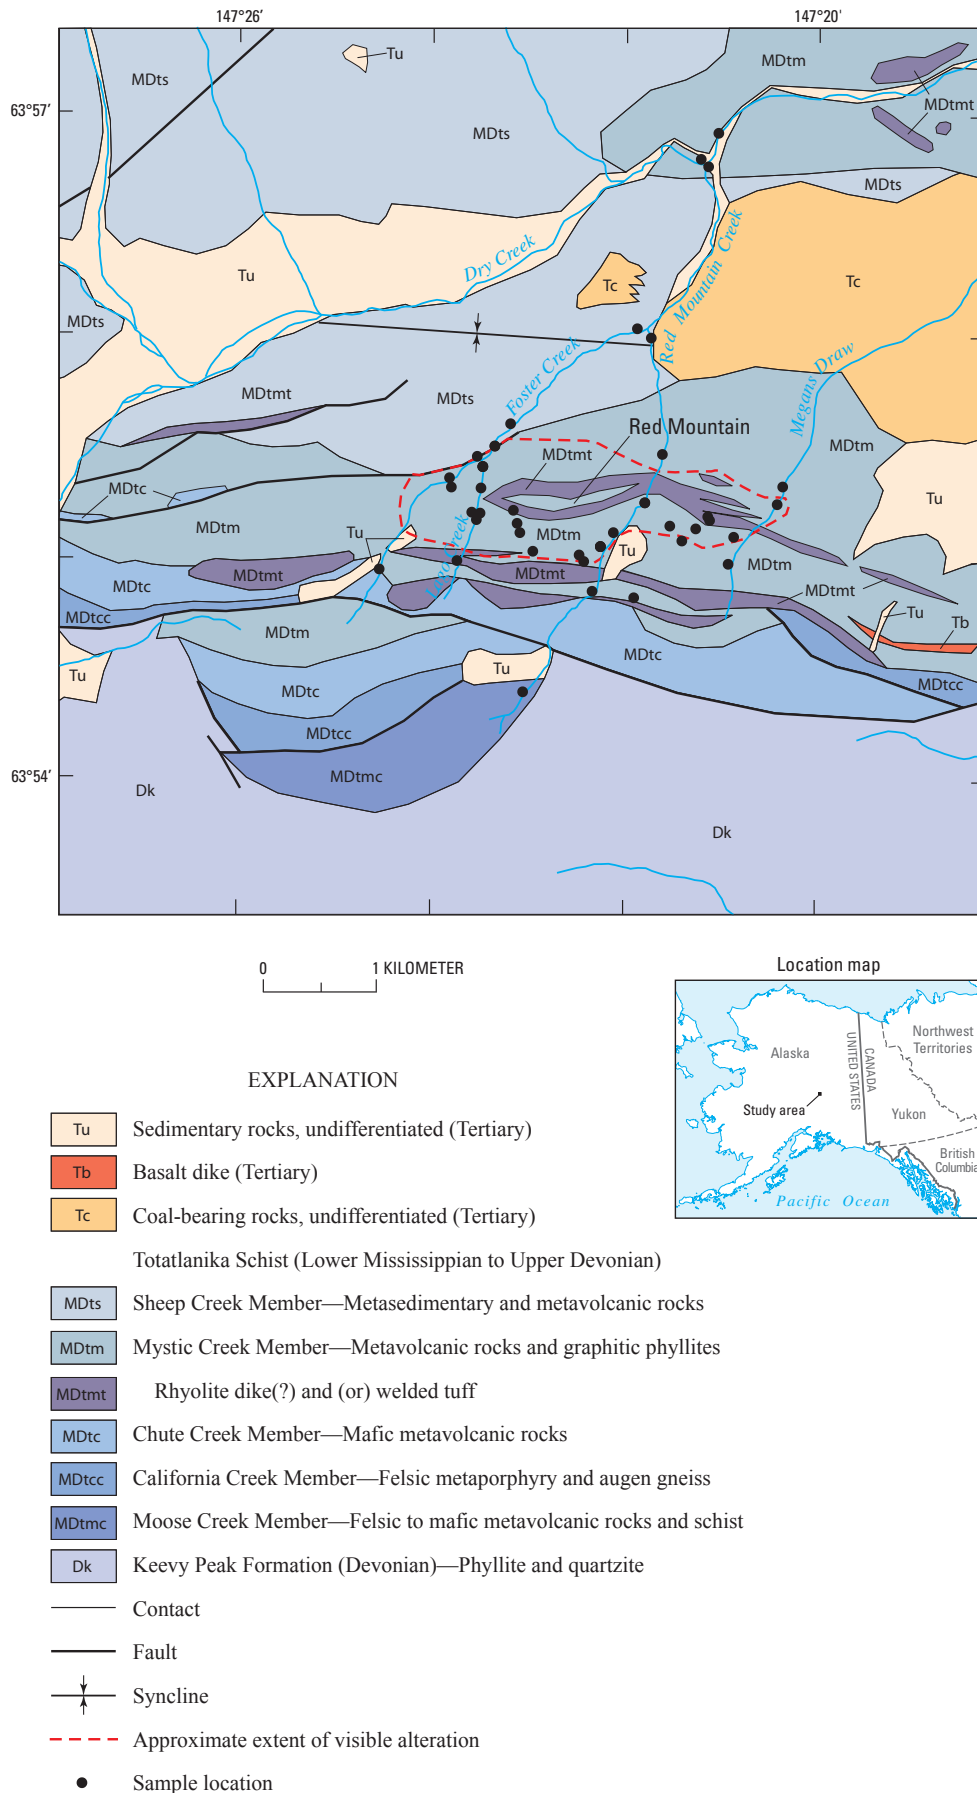 147°26′
147°20′
63°57′
63°54′
Tu
MDts
MDtm
MDtmt
MDts
MDts
Dry Creek
Red Mountain Creek
Tu
Tc
Tc
MDts
Foster Creek
Megans Draw
MDtmt
MDts
Red Mountain
MDtmt
MDtm
MDtc
Tu
MDtm
Tu
MDtm
Tu
MDtm
MDtmt
MDtmt
MDtc
MDtmt
MDtcc
Tu
Tb
MDtm
MDtc
Tu
Tu
MDtc
MDtcc
MDtcc
MDtmc
Dk
Dk
0 1 KILOMETER
Location map
Alaska
UNITED STATES
CANADA
Northwest
Territories
Study area
Yukon
British
Columbia
Pacific Ocean
EXPLANATION
Tu Sedimentary rocks, undifferentiated (Tertiary)
Tb Basalt dike (Tertiary)
Tc Coal-bearing rocks, undifferentiated (Tertiary)
Totatlanika Schist (Lower Mississippian to Upper Devonian)
MDts Sheep Creek Member—Metasedimentary and metavolcanic rocks
MDtm Mystic Creek Member—Metavolcanic rocks and graphitic phyllites
MDtmt Rhyolite dike(?) and (or) welded tuff
MDtc Chute Creek Member—Mafic metavolcanic rocks
MDtcc California Creek Member—Felsic metaporphyry and augen gneiss
MDtmc Moose Creek Member—Felsic to mafic metavolcanic rocks and schist
Dk Keevy Peak Formation (Devonian)—Phyllite and quartzite
Contact
Fault
Syncline
Approximate extent of visible alteration
Sample location